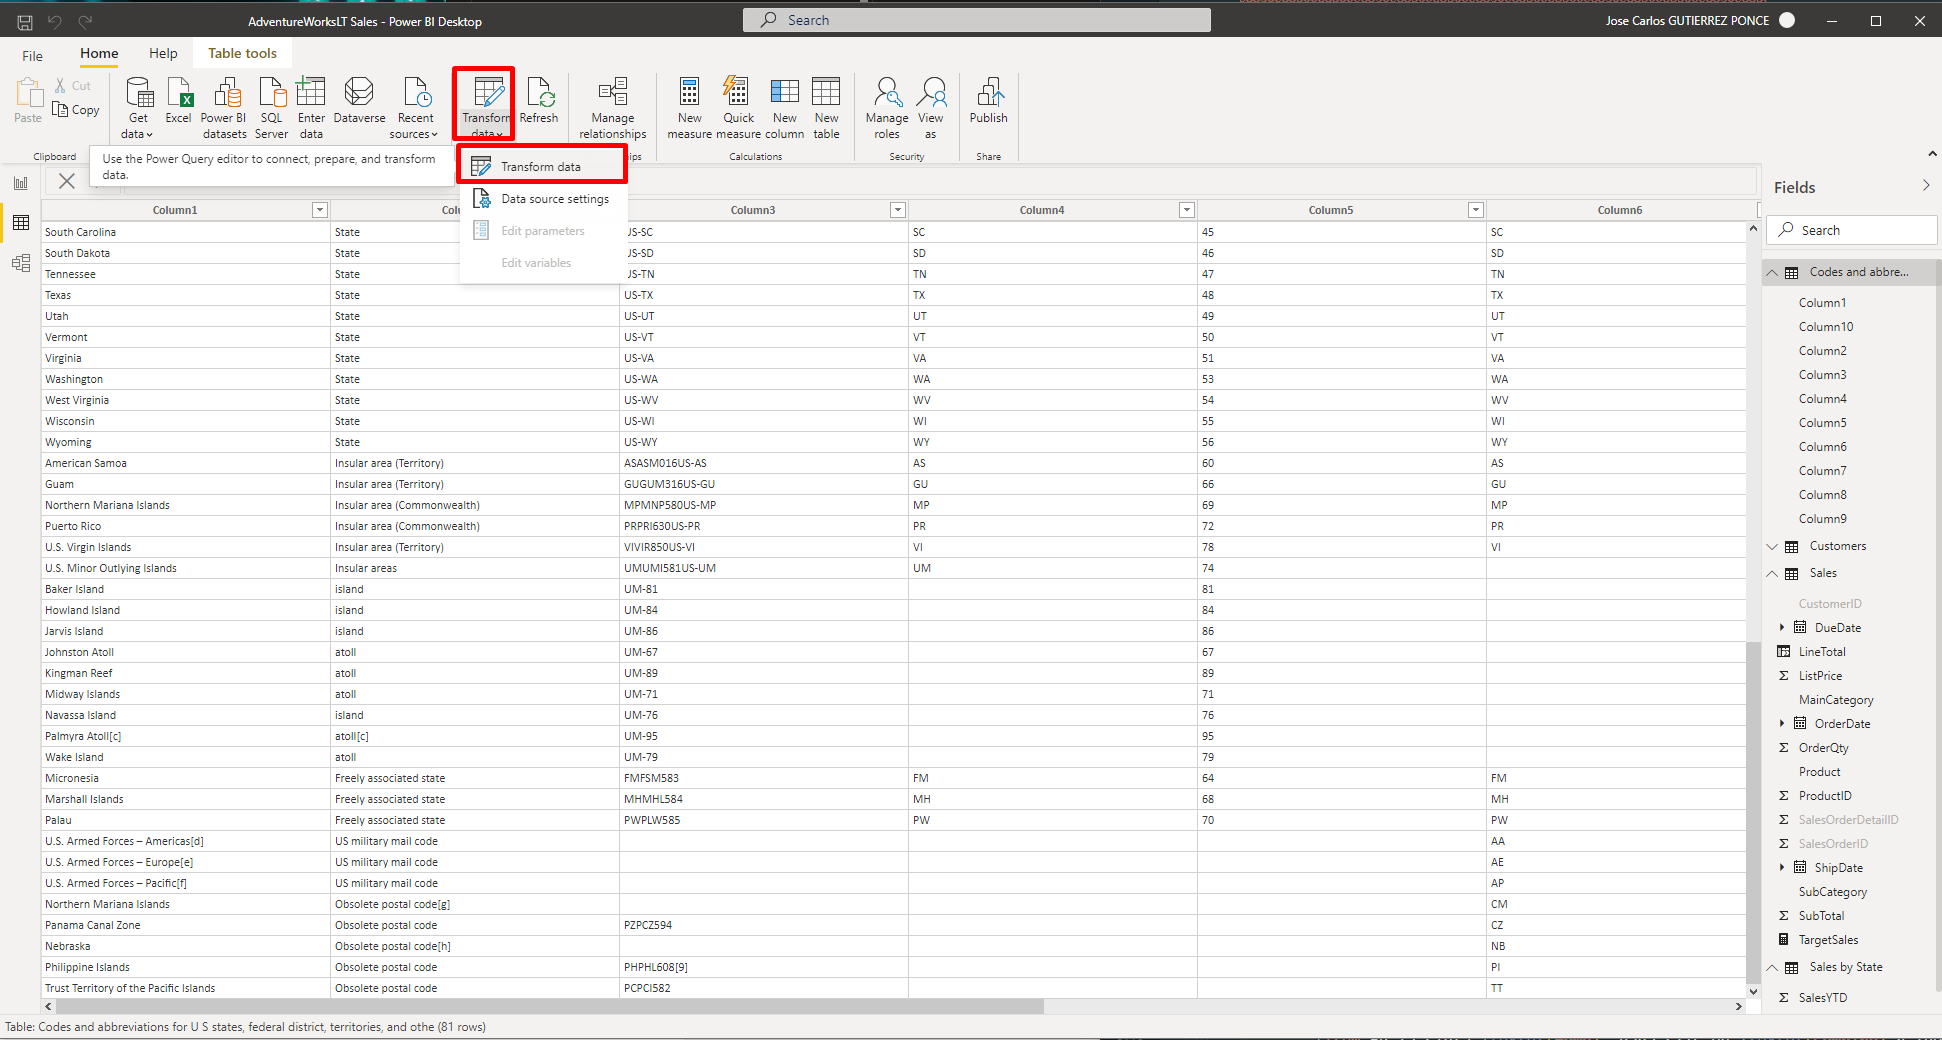 AdventureWorksLT Sales - Power BI Desktop
Search
Jose Carlos GUTIERREZ PONCE
File Home Help Table tools
Paste
Cut
Copy
Clipboard
Get data
Excel
Power BI datasets
SQL Server
Enter data
Dataverse
Recent sources
Transform data
Refresh
Manage relationships
New measure
Quick measure
New column
New table
Calculations
Manage roles
View as
Security
Publish
Share
Use the Power Query editor to connect, prepare, and transform
data.
Transform data
Data source settings
Edit parameters
Edit variables
Column1 Column3 Column4 Column5 Column6
South Carolina State US-SC SC 45 SC
South Dakota State US-SD SD 46 SD
Tennessee State US-TN TN 47 TN
Texas State US-TX TX 48 TX
Utah State US-UT UT 49 UT
Vermont State US-VT VT 50 VT
Virginia State US-VA VA 51 VA
Washington State US-WA WA 53 WA
West Virginia State US-WV WV 54 WV
Wisconsin State US-WI WI 55 WI
Wyoming State US-WY WY 56 WY
American Samoa Insular area (Territory) ASASM016US-AS AS 60 AS
Guam Insular area (Territory) GUGUM316US-GU GU 66 GU
Northern Mariana Islands Insular area (Commonwealth) MPMNP580US-MP MP 69 MP
Puerto Rico Insular area (Commonwealth) PRPRI630US-PR PR 72 PR
U.S. Virgin Islands Insular area (Territory) VIVIR850US-VI VI 78 VI
U.S. Minor Outlying Islands Insular areas UMUMI581US-UM UM 74
Baker Island island UM-81 81
Howland Island island UM-84 84
Jarvis Island island UM-86 86
Johnston Atoll atoll UM-67 67
Kingman Reef atoll UM-89 89
Midway Islands atoll UM-71 71
Navassa Island island UM-76 76
Palmyra Atoll[c] atoll[c] UM-95 95
Wake Island atoll UM-79 79
Micronesia Freely associated state FMFSM583 FM 64 FM
Marshall Islands Freely associated state MHMHL584 MH 68 MH
Palau Freely associated state PWPLW585 PW 70 PW
U.S. Armed Forces – Americas[d] US military mail code AA
U.S. Armed Forces – Europe[e] US military mail code AE
U.S. Armed Forces – Pacific[f] US military mail code AP
Northern Mariana Islands Obsolete postal code[g] CM
Panama Canal Zone Obsolete postal code PZPCZ594 CZ
Nebraska Obsolete postal code[h] NB
Philippine Islands Obsolete postal code PHPHL608[9] PI
Trust Territory of the Pacific Islands Obsolete postal code PCPCI582 TT
Fields
Search
Codes and abbre...
Column1
Column10
Column2
Column3
Column4
Column5
Column6
Column7
Column8
Column9
Customers
Sales
CustomerID
DueDate
LineTotal
ListPrice
MainCategory
OrderDate
OrderQty
Product
ProductID
SalesOrderDetailID
SalesOrderID
ShipDate
SubCategory
SubTotal
TargetSales
Sales by State
SalesYTD
Table: Codes and abbreviations for U S states, federal district, territories, and othe (81 rows)